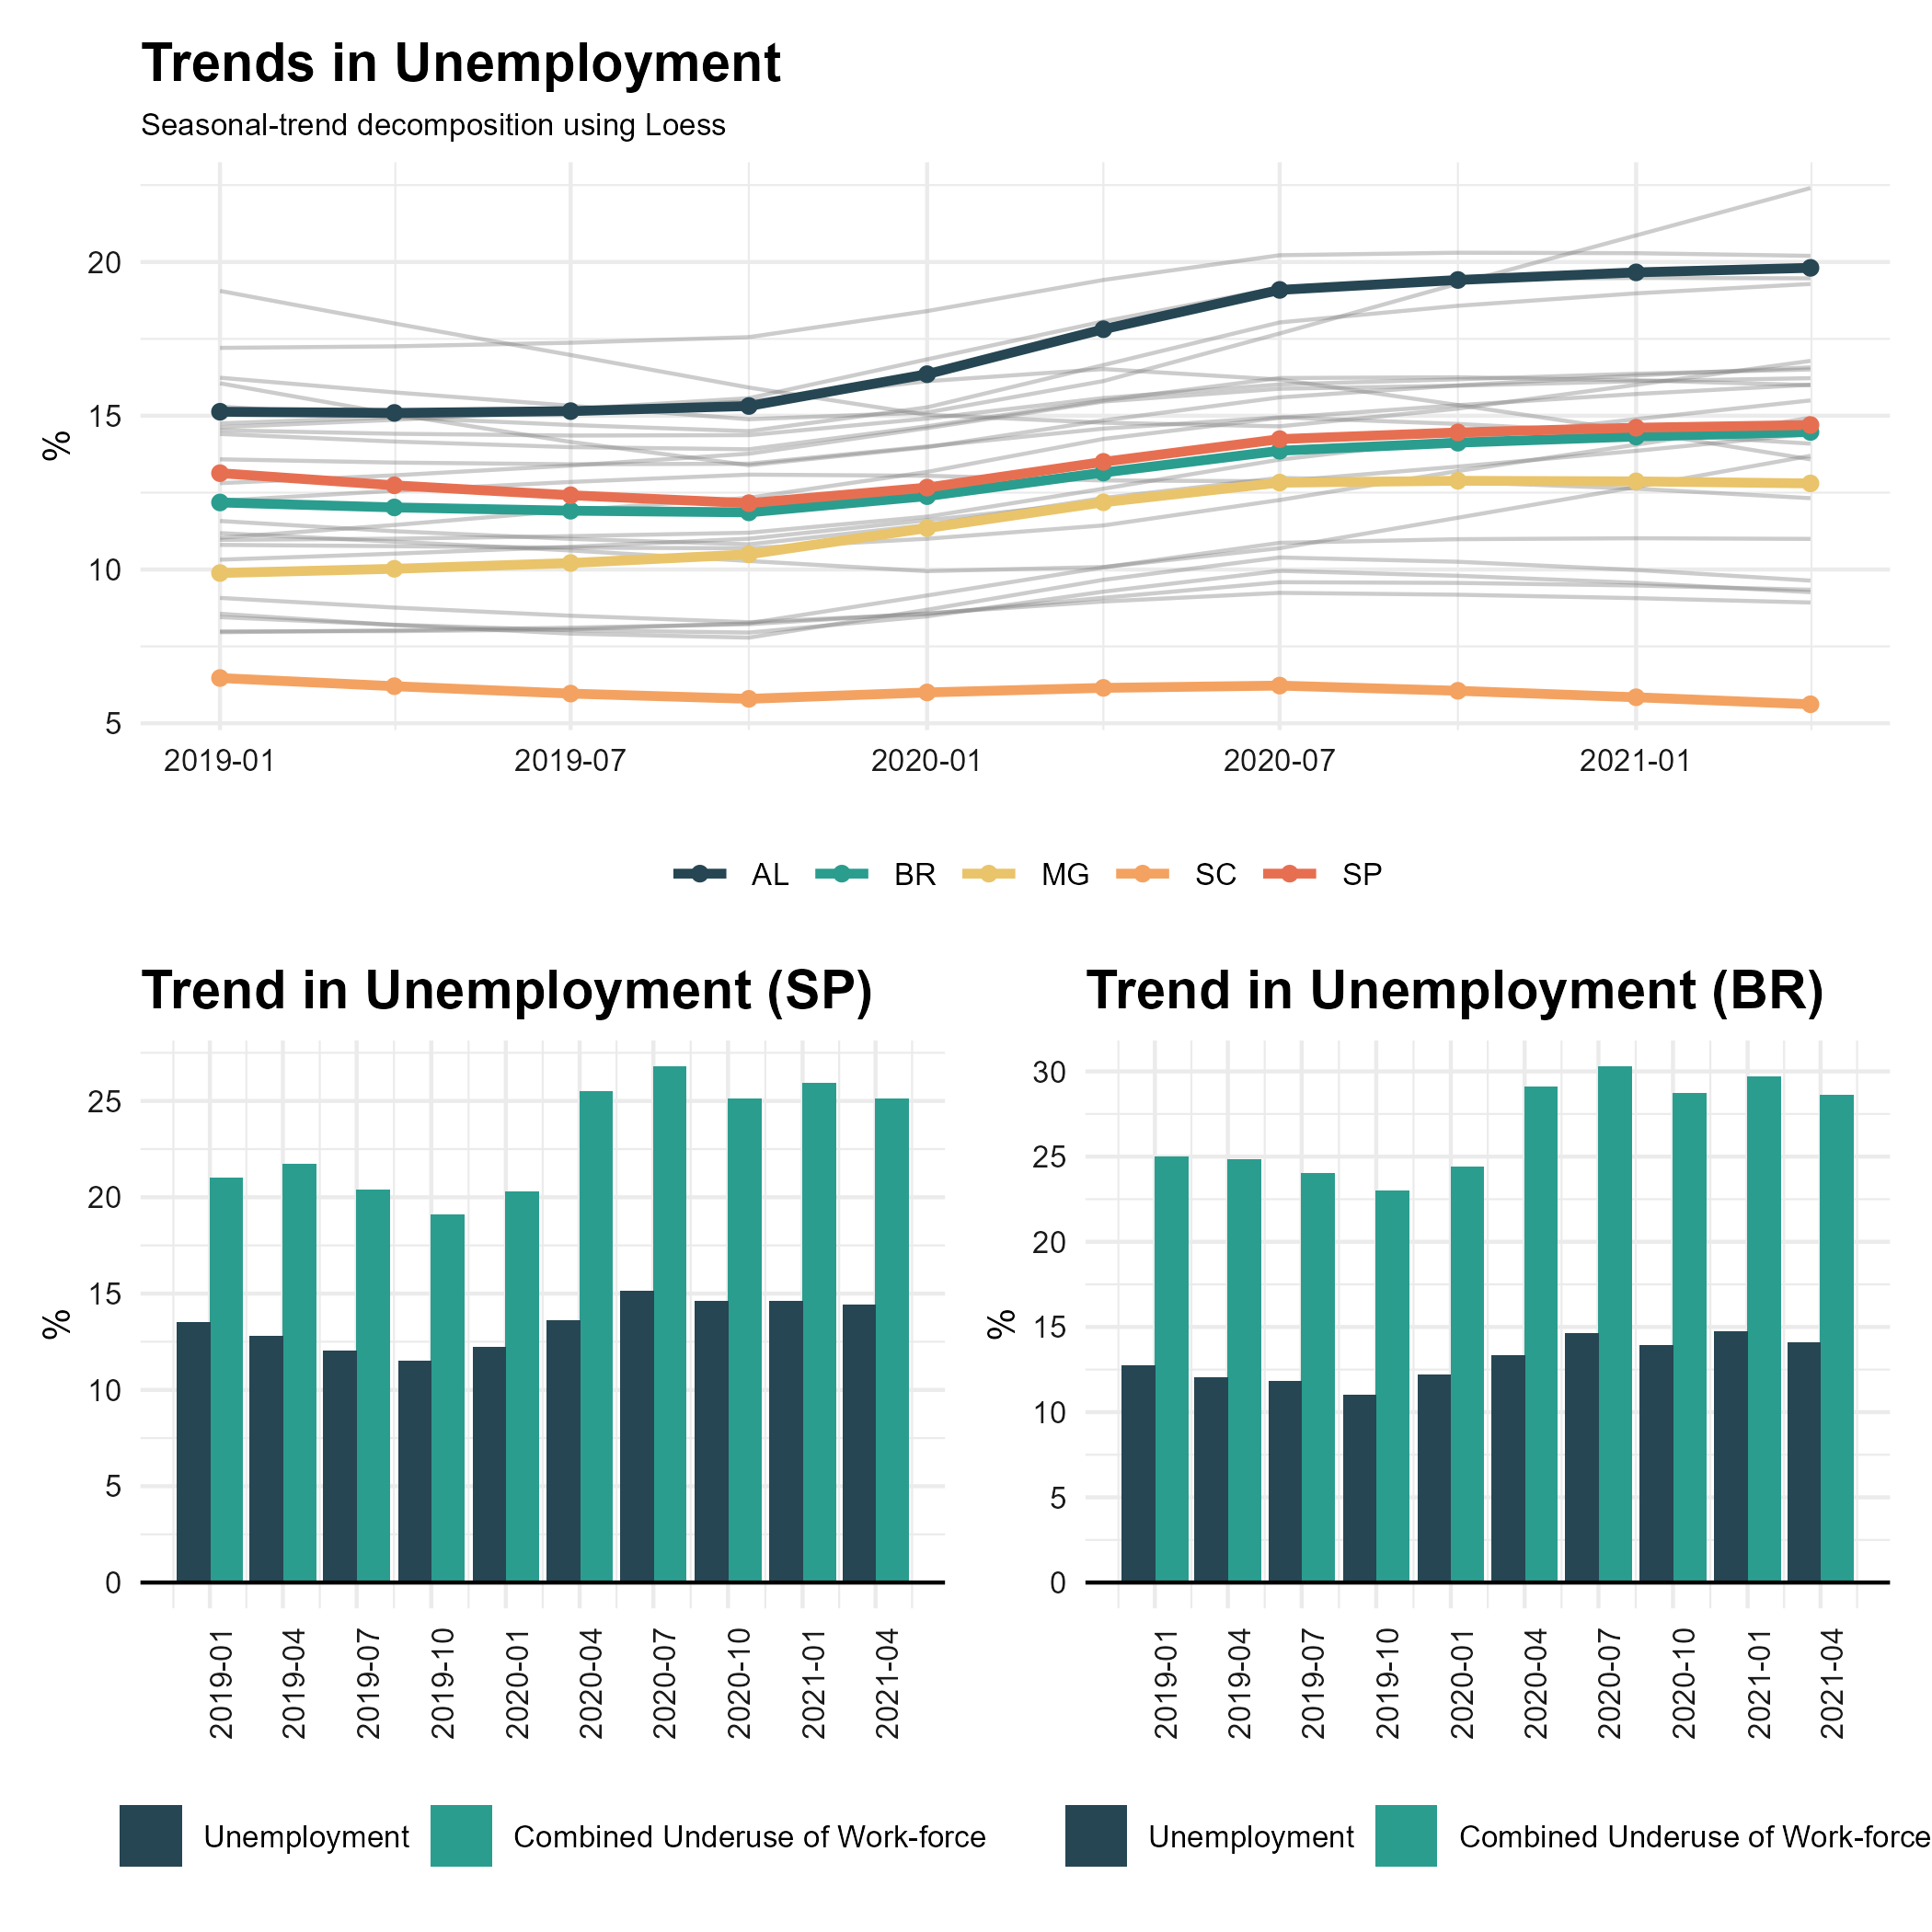 Trends in Unemployment
Seasonal-trend decomposition using Loess
%
20
15
10
5
2019-01 2019-07 2020-01 2020-07 2021-01
AL BR MG SC SP
Trend in Unemployment (SP)
%
25
20
15
10
5
0
2019-01 2019-04 2019-07 2019-10 2020-01 2020-04 2020-07 2020-10 2021-01 2021-04
Unemployment Combined Underuse of Work-force
Trend in Unemployment (BR)
%
30
25
20
15
10
5
0
2019-01 2019-04 2019-07 2019-10 2020-01 2020-04 2020-07 2020-10 2021-01 2021-04
Unemployment Combined Underuse of Work-force